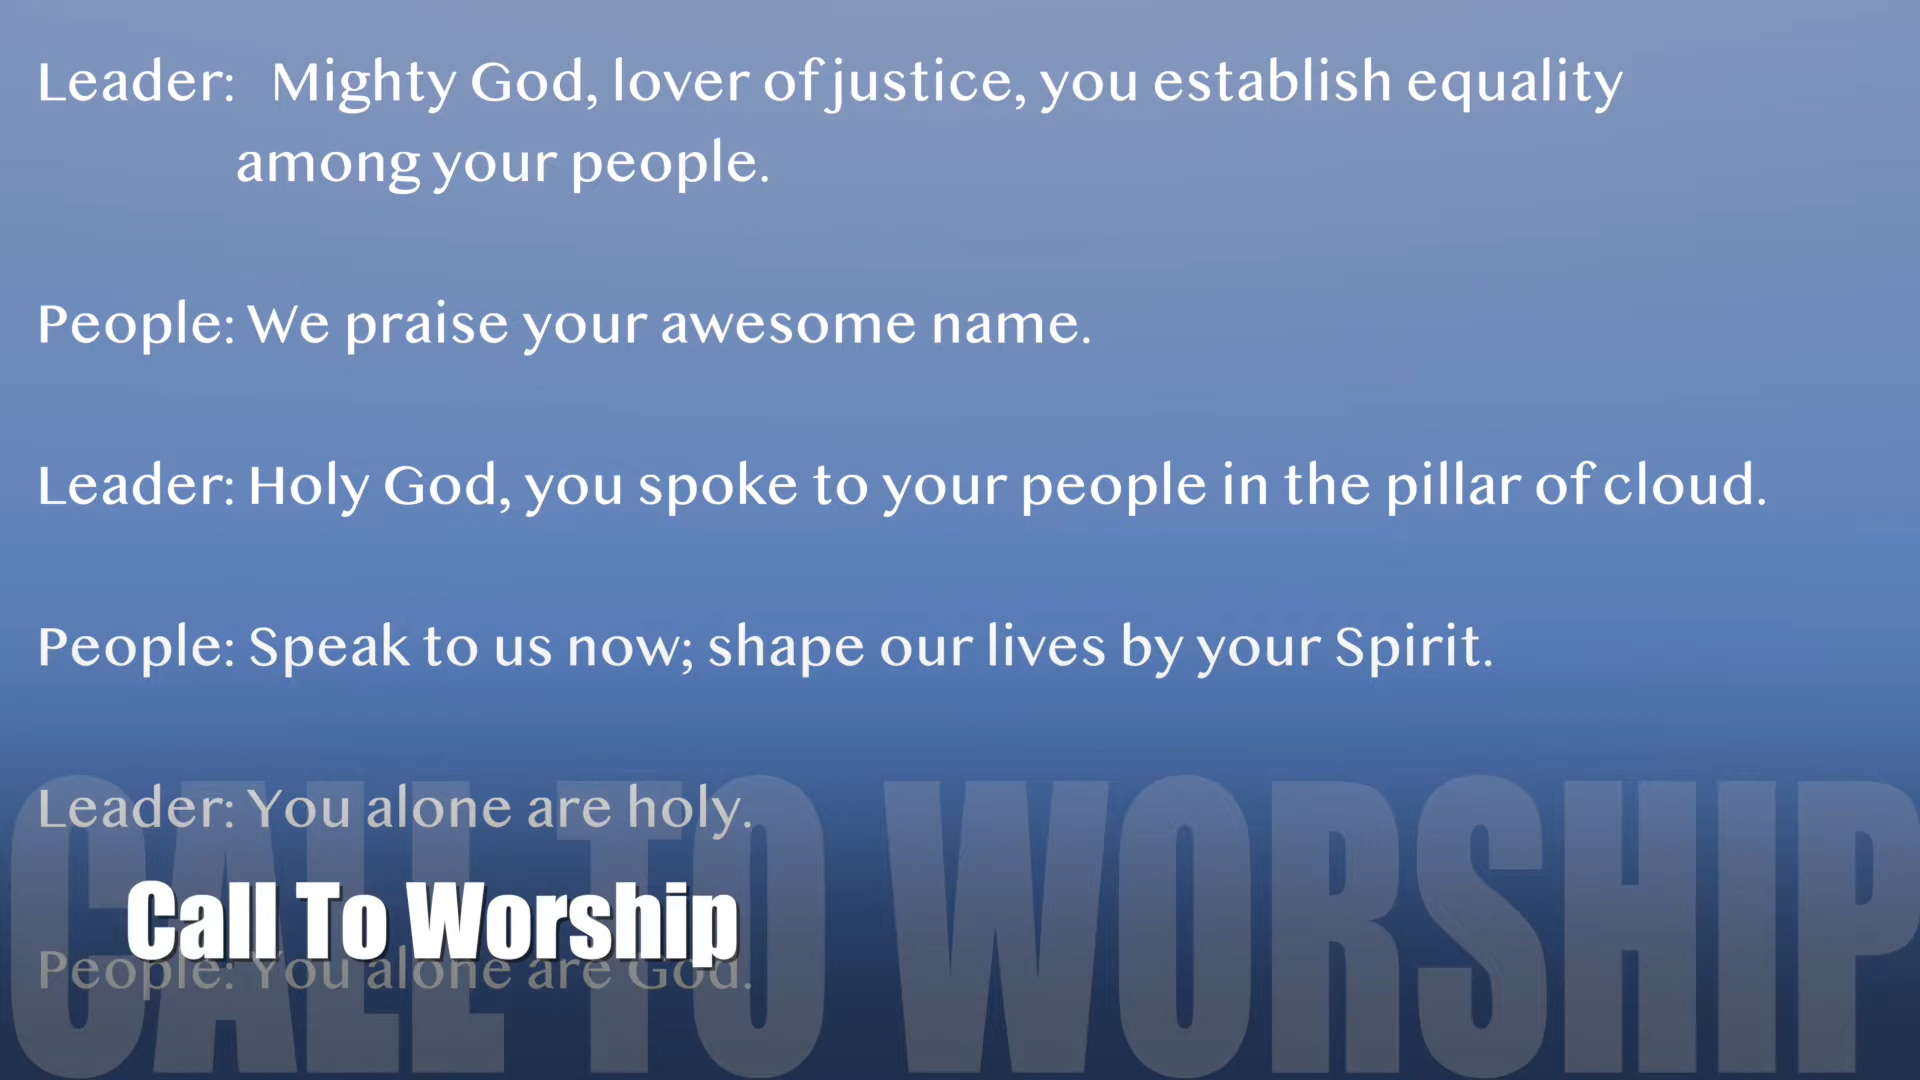 Leader: Mighty God, lover of justice, you establish equality
among your people.
People: We praise your awesome name.
Leader: Holy God, you spoke to your people in the pillar of cloud.
People: Speak to us now; shape our lives by your Spirit.
Leader: You alone are holy.
CALL TO WORSHIP
Call To Worship
People: You alone are God.